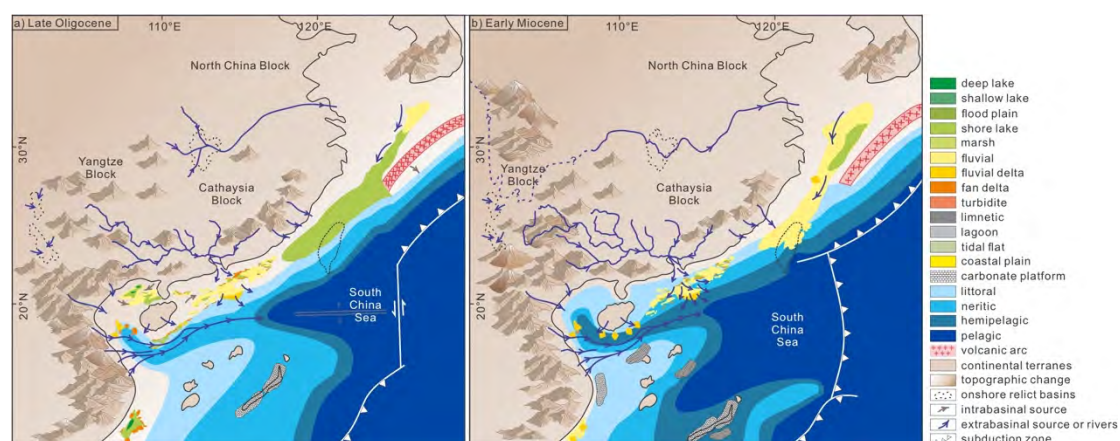 a) Late Oligocene
110°E
120°E
North China Block
30°N
Yangtze
Block
Cathaysia
Block
20°N
South
China
Sea
b) Early Miocene
110°E
120°E
North China Block
30°N
Yangtze
Block
Cathaysia
Block
20°N
South
China
Sea
deep lake
shallow lake
flood plain
shore lake
marsh
fluvial
fluvial delta
fan delta
turbidite
limnetic
lagoon
tidal flat
coastal plain
carbonate platform
littoral
neritic
hemipelagic
pelagic
volcanic arc
continental terranes
topographic change
onshore relict basins
intrabasinal source
extrabasinal source or rivers
subduction zone